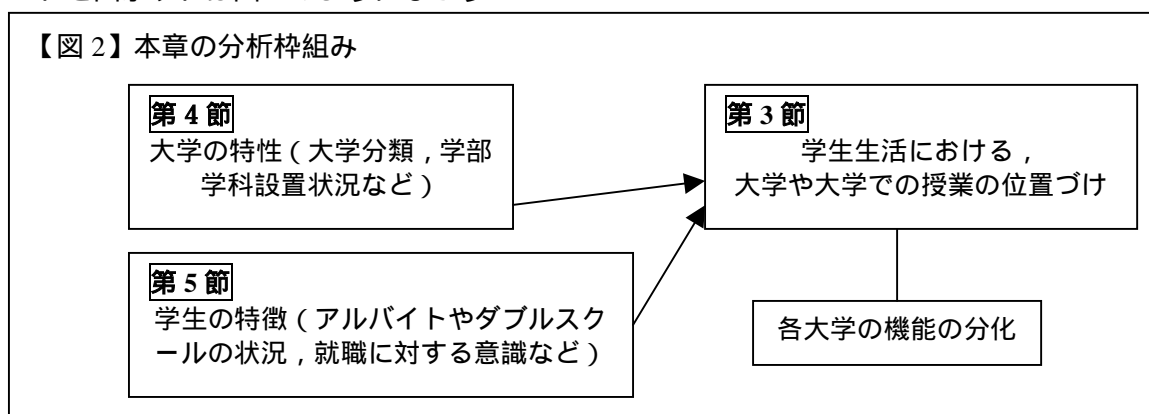 【図 2】本章の分析枠組み
第 4 節
大学の特性（大学分類，学部
学科設置状況など）
第 3 節
学生生活における，
大学や大学での授業の位置づけ
第 5 節
学生の特徴（アルバイトやダブルスク
ールの状況，就職に対する意識など）
各大学の機能の分化